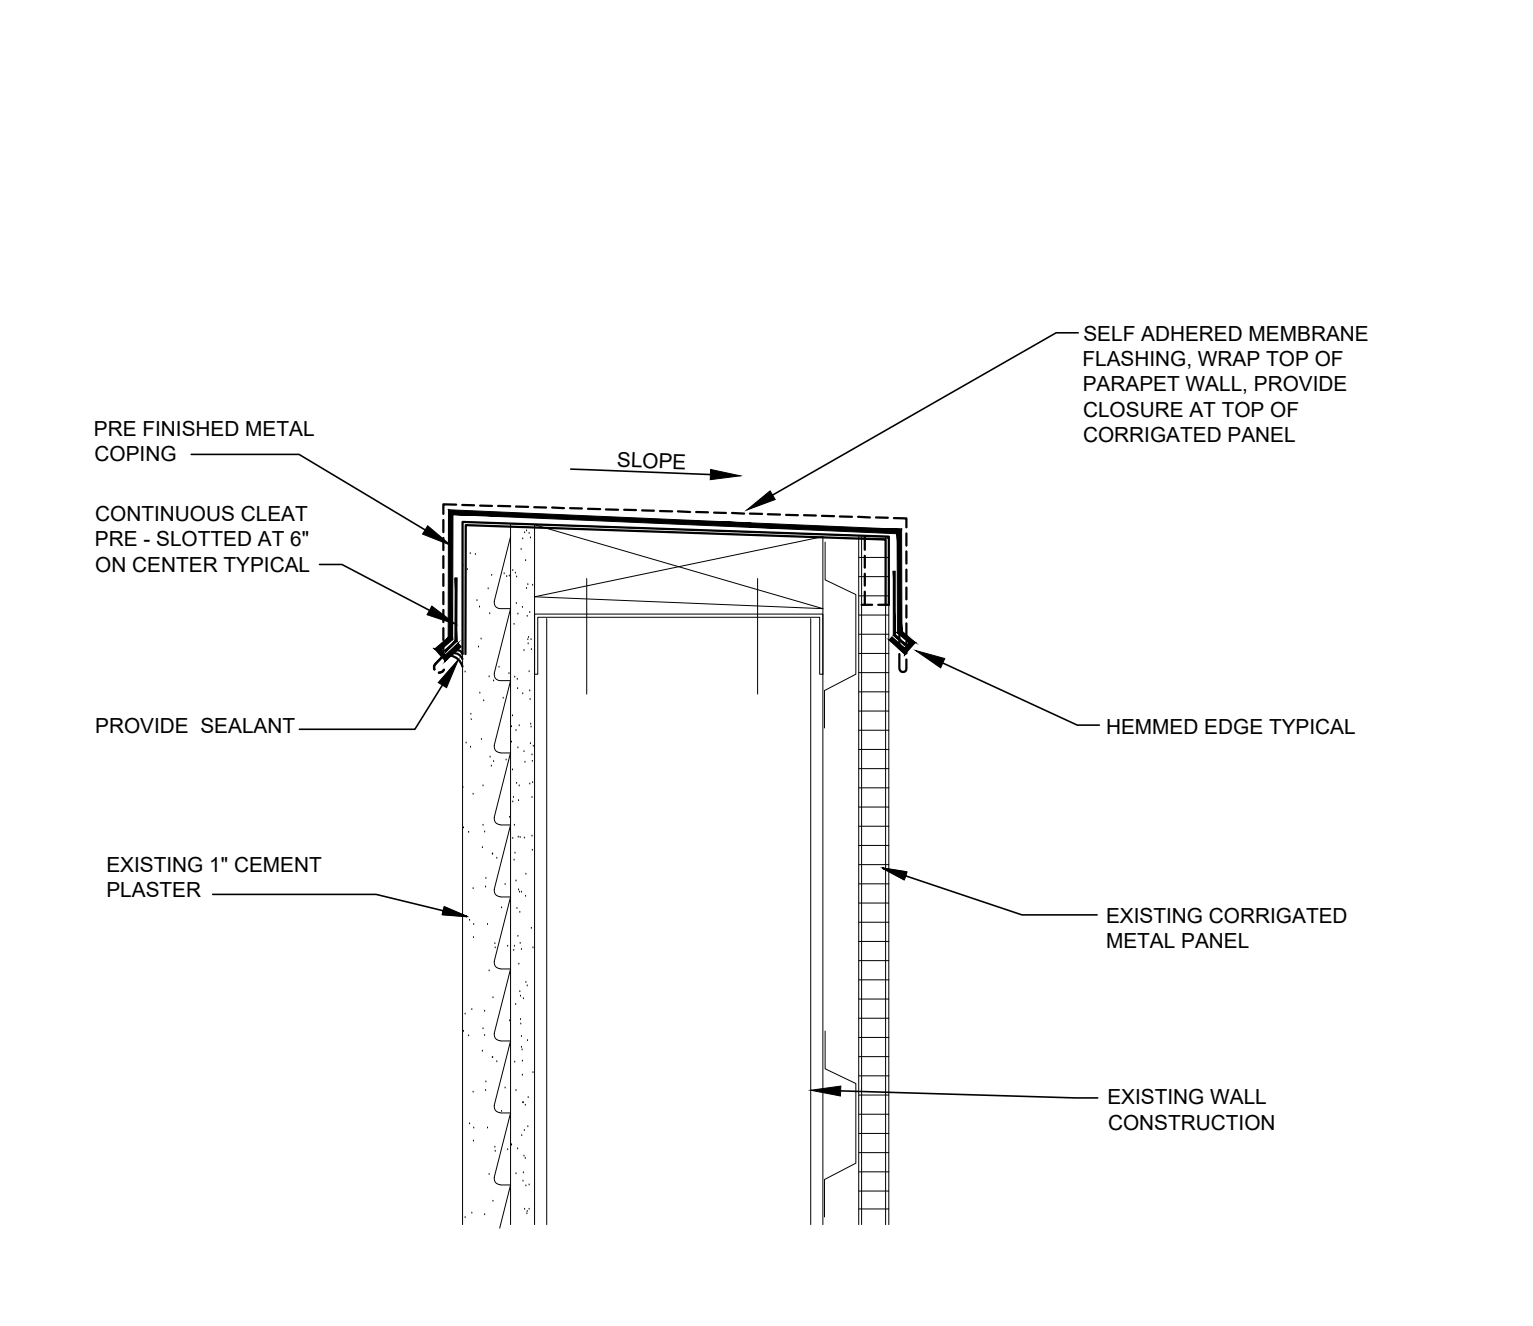 SELF ADHERED MEMBRANE
FLASHING, WRAP TOP OF
PARAPET WALL, PROVIDE
CLOSURE AT TOP OF
CORRIGATED PANEL
PRE FINISHED METAL
COPING
SLOPE
CONTINUOUS CLEAT
PRE - SLOTTED AT 6"
ON CENTER TYPICAL
PROVIDE  SEALANT
HEMMED EDGE TYPICAL
EXISTING 1" CEMENT
PLASTER
EXISTING CORRIGATED
METAL PANEL
EXISTING WALL
CONSTRUCTION